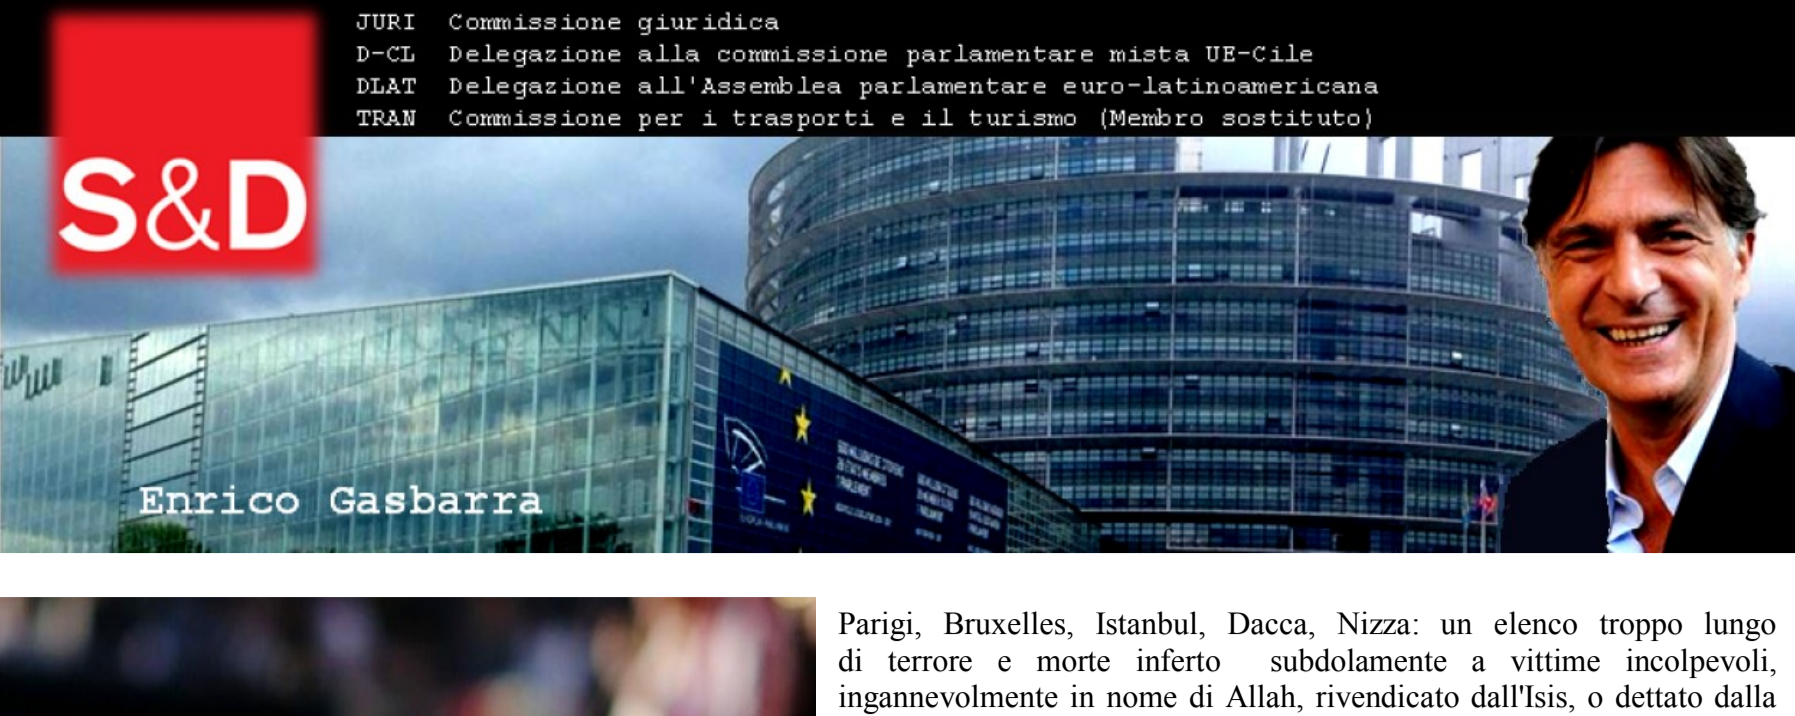 JURI Commissione giuridica
D-CL Delegazione alla commissione parlamentare mista UE-Cile
DLAT Delegazione all'Assemblea parlamentare euro-latinoamericana
TRAN Commissione per i trasporti e il turismo (Membro sostituto)
S&D
Enrico Gasbarra
Parigi, Bruxelles, Istanbul, Dacca, Nizza: un elenco troppo lungo
di terrore e morte inferto subdolamente a vittime incolpevoli,
ingannevolmente in nome di Allah, rivendicato dall'Isis, o dettato dalla